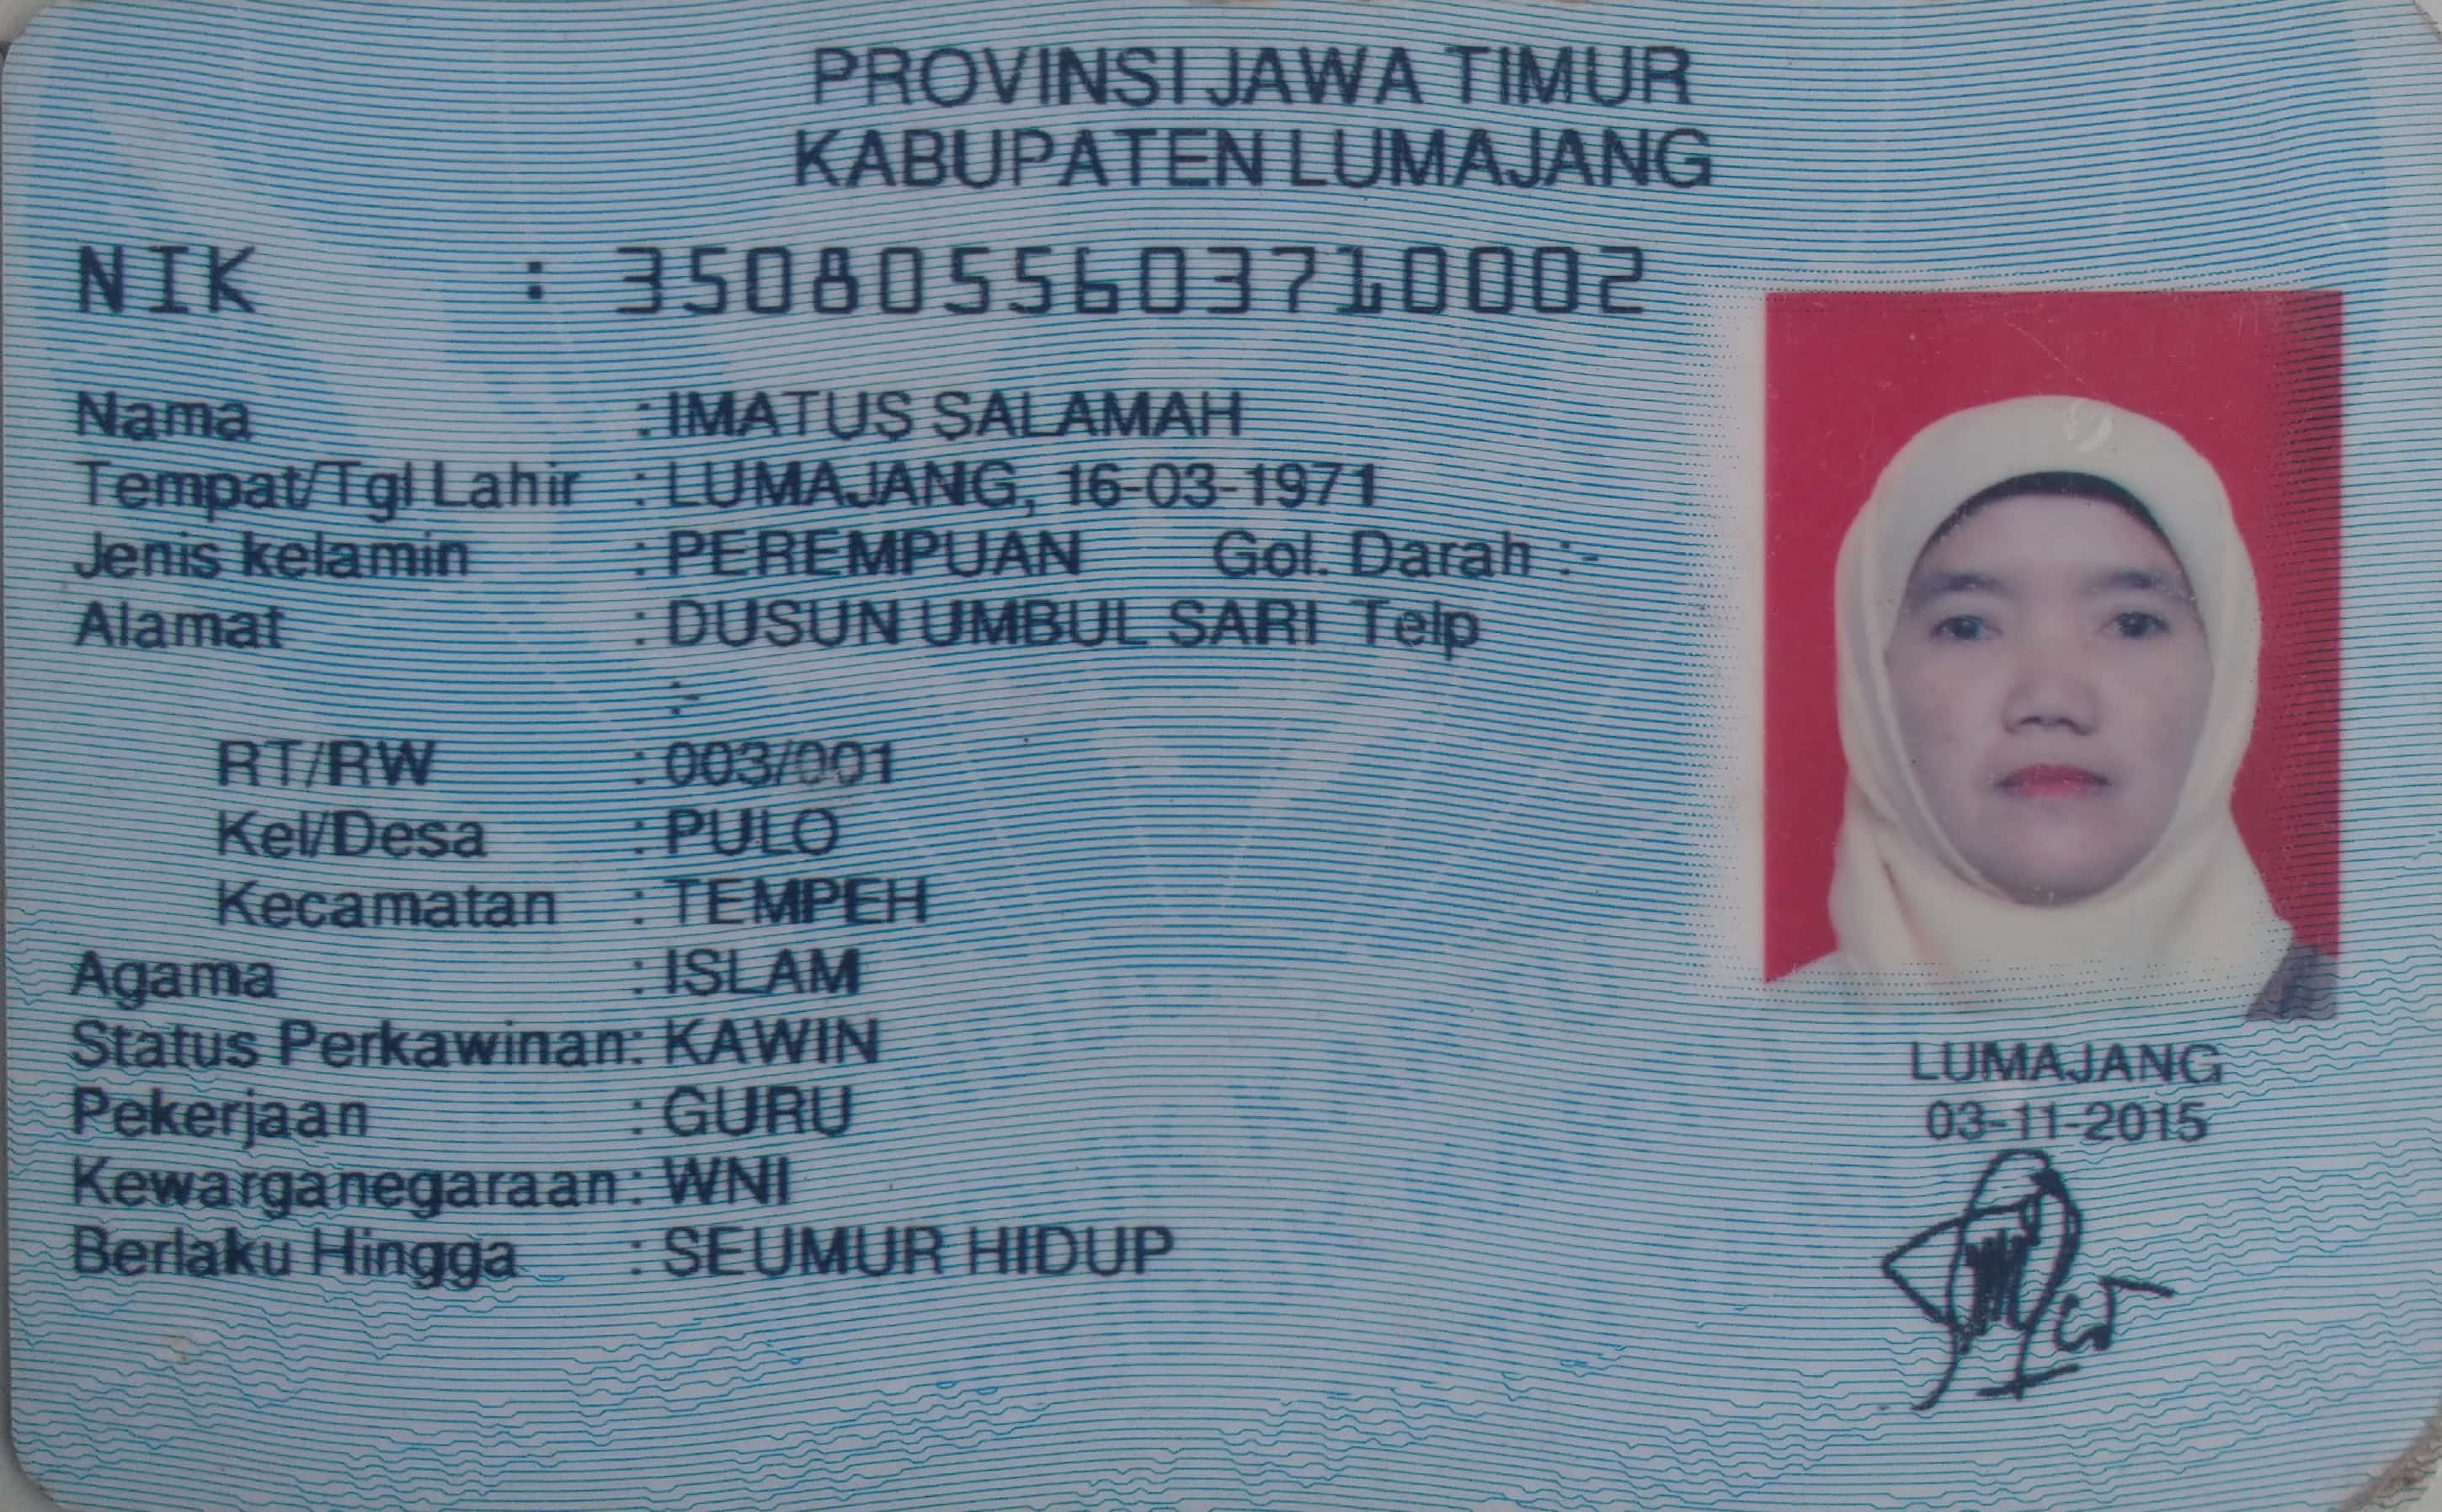 PROVINSI JAWA TIMUR
KABUPATEN LUMAJANG
NIK : 3508055603710002
Nama : IMATUS SALAMAH
Tempat/Tgl Lahir : LUMAJANG, 16-03-1971
Jenis kelamin : PEREMPUAN Gol. Darah :-
Alamat : DUSUN UMBUL SARI Telp
:-
RT/RW : 003/001
Kel/Desa : PULO
Kecamatan : TEMPEH
Agama : ISLAM
Status Perkawinan: KAWIN
Pekerjaan : GURU
Kewarganegaraan: WNI
Berlaku Hingga : SEUMUR HIDUP
LUMAJANG
03-11-2015